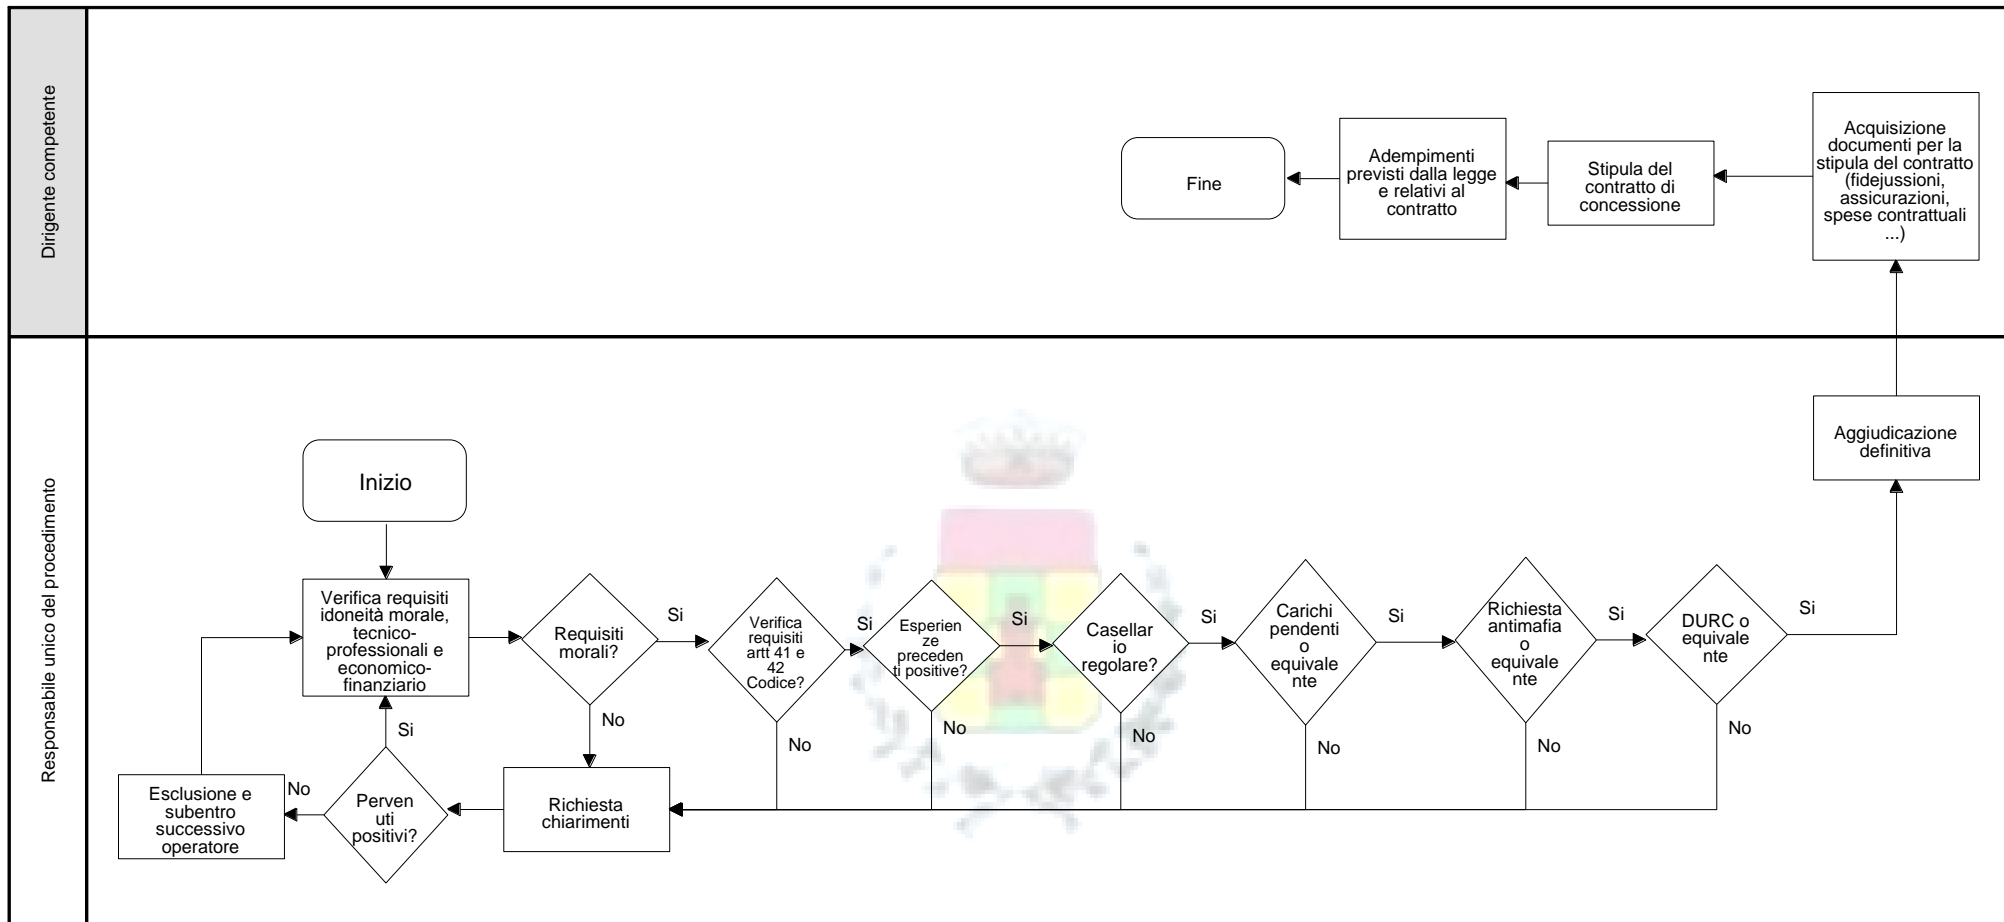 Dirigente competente
Fine
Adempimenti
previsti dalla legge
e relativi al
contratto
Stipula del
contratto di
concessione
Acquisizione
documenti per la
stipula del contratto
(fidejussioni,
assicurazioni,
spese contrattuali
...)
Responsabile unico del procedimento
Aggiudicazione
definitiva
Inizio
Verifica requisiti
idoneità morale,
tecnico-
professionali e
economico-
finanziario
Requisiti
morali?
Si
No
Verifica
requisiti
artt 41 e
42
Codice?
Si
No
Esperien
ze
preceden
ti positive?
Si
No
Casellar
io
regolare?
Si
No
Carichi
pendenti
o
equivale
nte
Si
No
Richiesta
antimafia
o
equivale
nte
Si
No
DURC o
equivale
nte
Si
No
Richiesta
chiarimenti
Perven
uti
positivi?
Si
No
Esclusione e
subentro
successivo
operatore